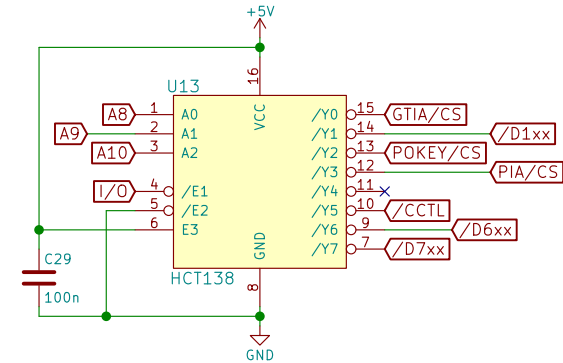 +5V
U13
16
VCC
A8 1 A0 /Y0 15 GTIA/CS
A9 2 A1 /Y1 14 /D1xx
A10 3 A2 /Y2 13 POKEY/CS
/Y3 12 PIA/CS
I/O 4 /E1 /Y4 11
5 /E2 /Y5 10 /CCTL
6 E3 /Y6 9 /D6xx
/Y7 7 /D7xx
GND
8
C29
100n
HCT138
GND